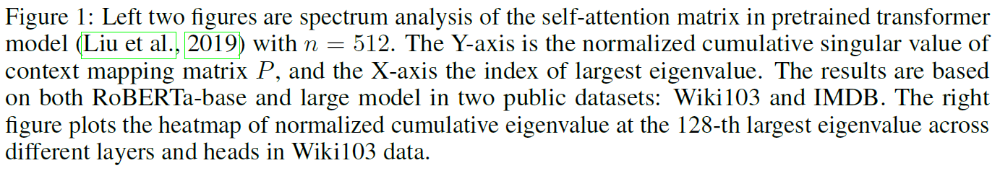 Figure 1: Left two figures are spectrum analysis of the self-attention matrix in pretrained transformer
model (Liu et al., 2019) with n = 512. The Y-axis is the normalized cumulative singular value of
context mapping matrix P, and the X-axis the index of largest eigenvalue. The results are based
on both RoBERTa-base and large model in two public datasets: Wiki103 and IMDB. The right
figure plots the heatmap of normalized cumulative eigenvalue at the 128-th largest eigenvalue across
different layers and heads in Wiki103 data.